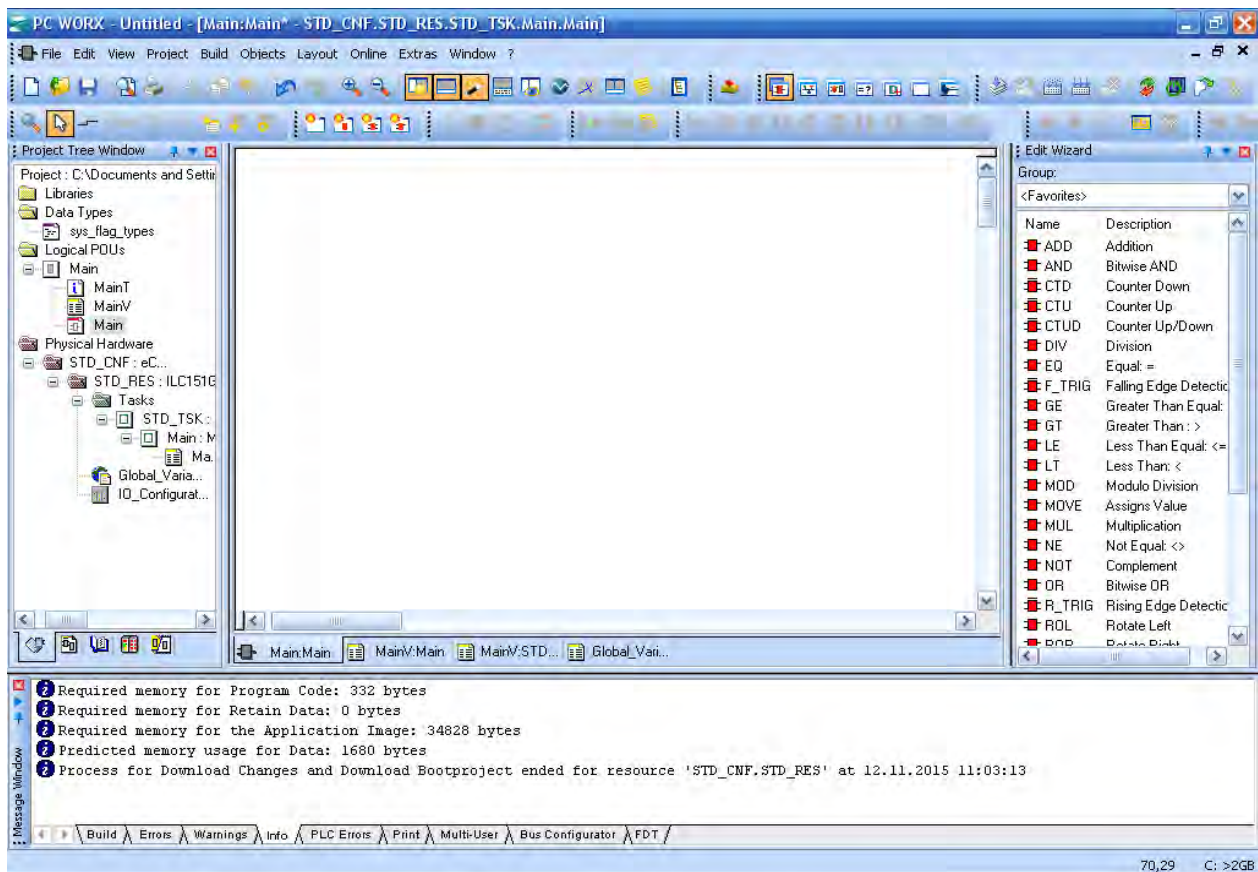 PC WORX - Untitled - [Main:Main* - STD_CNF.STD_RES.STD_TSK.Main.Main]
File Edit View Project Build Objects Layout Online Extras Window ?
Project Tree Window
Project : C:\Documents and Settin
Libraries
Data Types
sys_flag_types
Logical POUs
Main
MainT
MainV
Main
Physical Hardware
STD_CNF : eC...
STD_RES : ILC151G
Tasks
STD_TSK :
Main : M
Ma.
Global_Varia...
IO_Configurat...
Main:Main MainV:Main MainV:STD... Global_Vari...
Edit Wizard
Group:
<Favorites>
Name Description
ADD Addition
AND Bitwise AND
CTD Counter Down
CTU Counter Up
CTUD Counter Up/Down
DIV Division
EQ Equal: =
F_TRIG Falling Edge Detectic
GE Greater Than Equal:
GT Greater Than : >
LE Less Than Equal: <=
LT Less Than: <
MOD Modulo Division
MOVE Assigns Value
MUL Multiplication
NE Not Equal: <>
NOT Complement
OR Bitwise OR
R_TRIG Rising Edge Detectic
ROL Rotate Left
ROR Rotate Right
Message Window
Required memory for Program Code: 332 bytes
Required memory for Retain Data: 0 bytes
Required memory for the Application Image: 34828 bytes
Predicted memory usage for Data: 1680 bytes
Process for Download Changes and Download Bootproject ended for resource 'STD_CNF.STD_RES' at 12.11.2015 11:03:13
Build Errors Warnings Info PLC Errors Print Multi-User Bus Configurator FDT
70,29 C: >2GB